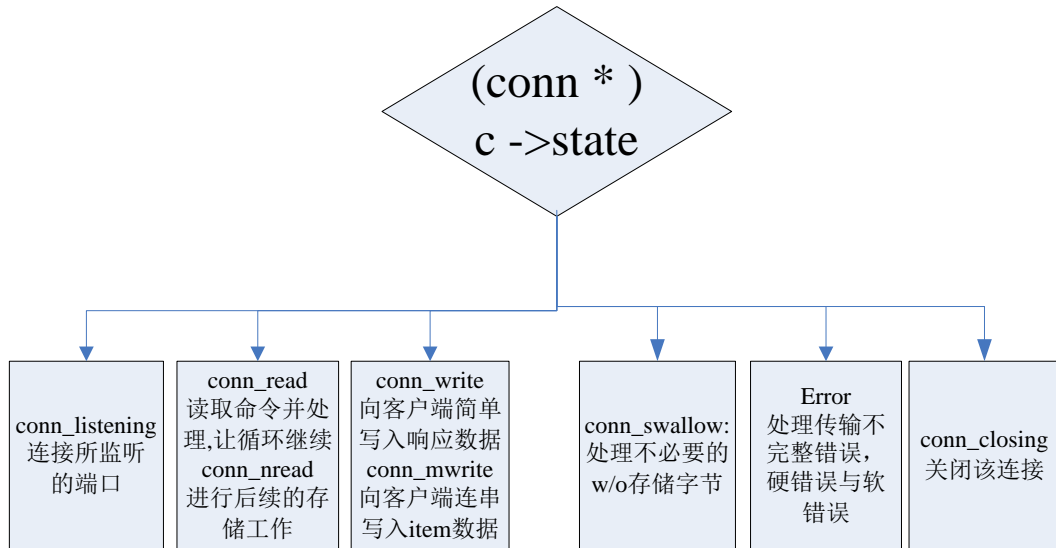 (conn * )
c ->state
conn_listening
连接所监听
的端口
conn_read
读取命令并处
理,让循环继续
conn_nread
进行后续的存
储工作
conn_write
向客户端简单
写入响应数据
conn_mwrite
向客户端连串
写入item数据
conn_swallow:
处理不必要的
w/o存储字节
Error
处理传输不
完整错误，
硬错误与软
错误
conn_closing
关闭该连接